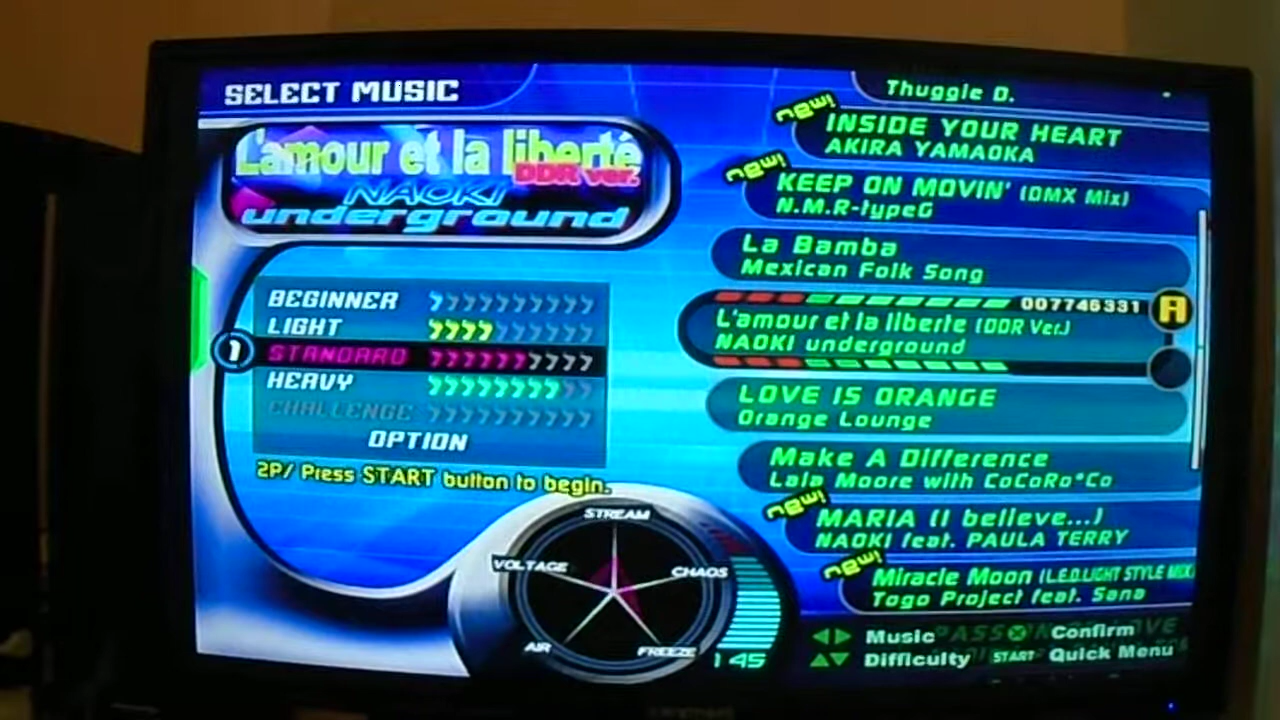 SELECT MUSIC
L'amour et la liberté
DDR ver.
NAOKI
underground
BEGINNER
LIGHT
1 STANDARD
HEAVY
CHALLENGE
OPTION
2P/ Press START button to begin.
STREAM
VOLTAGE
CHAOS
AIR
FREEZE
145
Thuggie D.
new!
INSIDE YOUR HEART
AKIRA YAMAOKA
new!
KEEP ON MOVIN' (DMX Mix)
N.M.R-typeG
La Bamba
Mexican Folk Song
007746331 A
L'amour et la liberte (DDR Ver.)
NAOKI underground
LOVE IS ORANGE
Orange Lounge
Make A Difference
Lala Moore with CoCoRo*Co
new!
MARIA (I believe...)
NAOKI feat. PAULA TERRY
new!
Miracle Moon (L.E.D.LIGHT STYLE MIX)
Togo Project feat. Sana
Music
Confirm
Difficulty
START Quick Menu